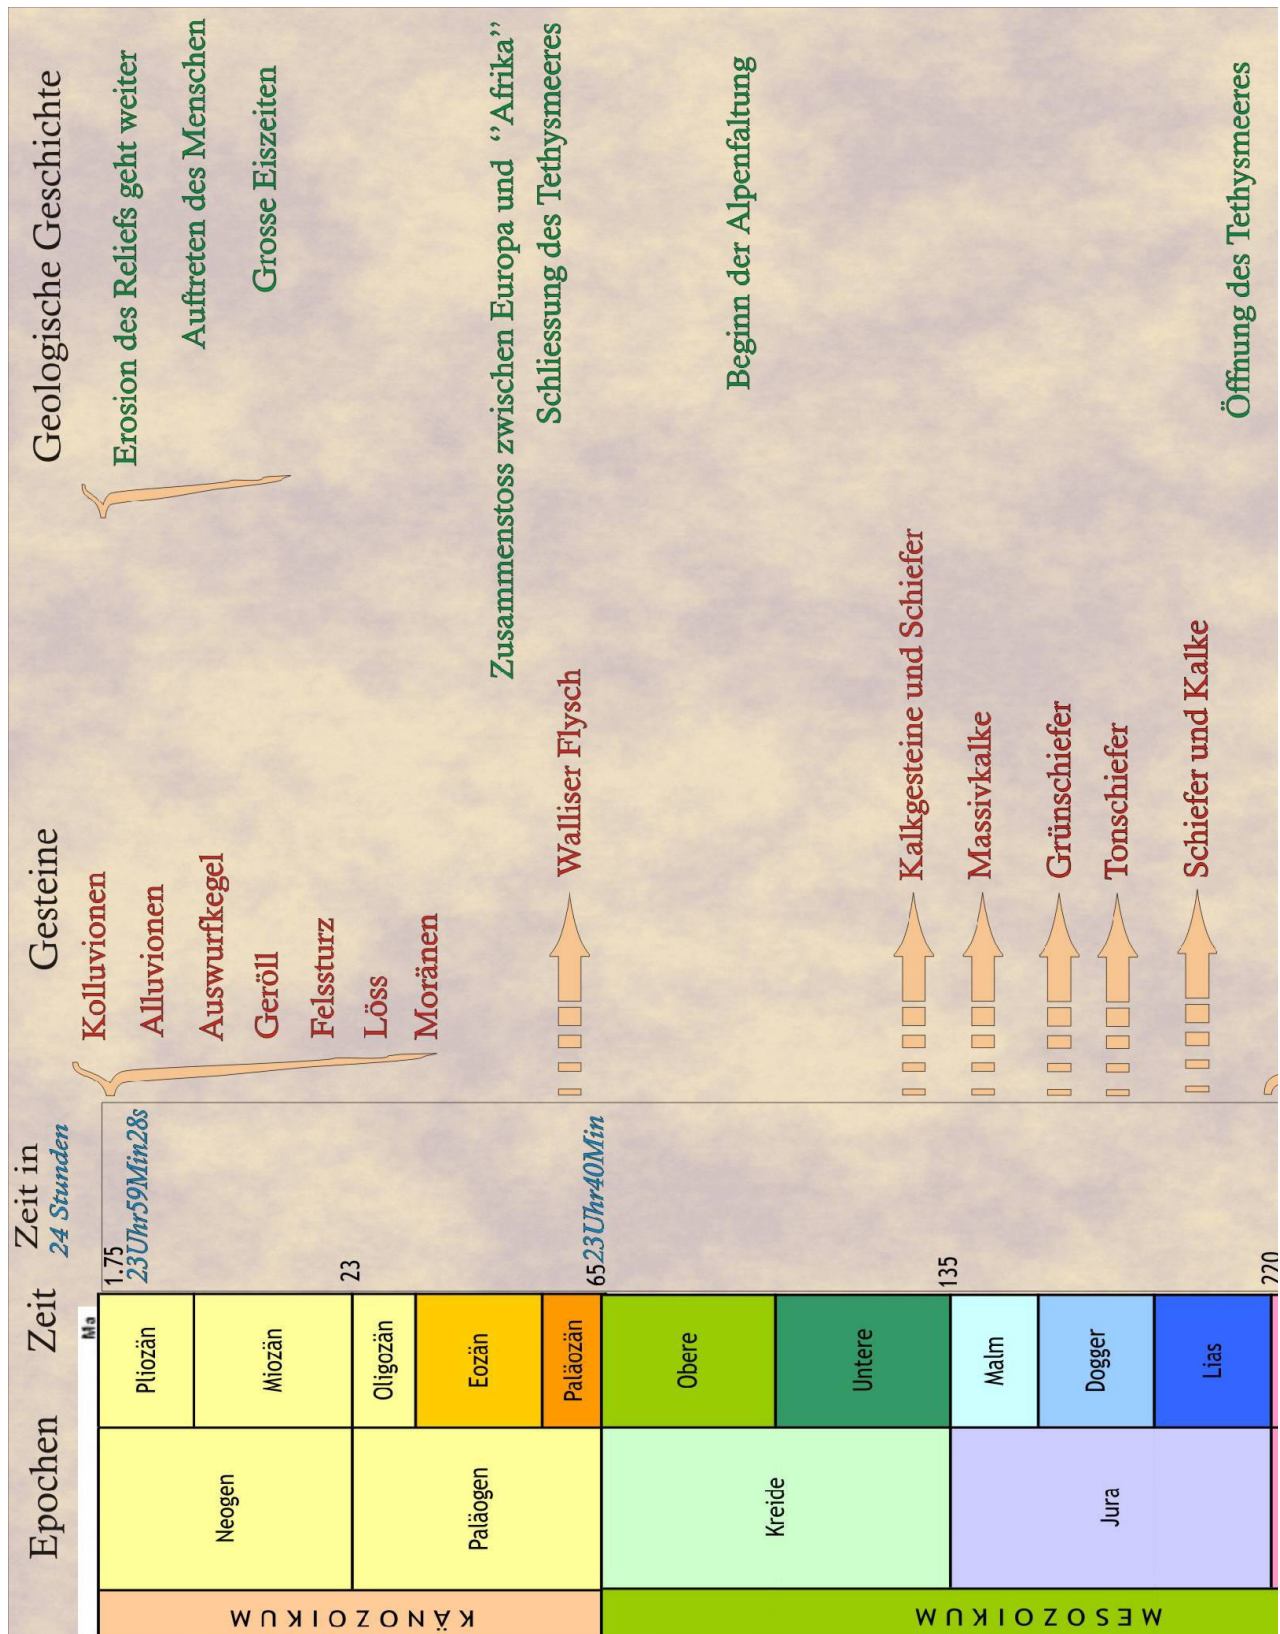 Epochen
Zeit
Zeit in
24 Stunden
Gesteine
Geologische Geschichte
Ma
KÄNOZOIKUM
Neogen
Pliozän
Miozän
Paläogen
Oligozän
Eozän
Paläozän
MESOZOIKUM
Kreide
Obere
Untere
Jura
Malm
Dogger
Lias
1.75
23Uhr59Min28s
23
65
23Uhr40Min
135
220
Kolluvionen
Alluvionen
Auswurfkegel
Geröll
Felssturz
Löss
Moränen
Walliser Flysch
Kalkgesteine und Schiefer
Massivkalke
Grünschiefer
Tonschiefer
Schiefer und Kalke
Erosion des Reliefs geht weiter
Auftreten des Menschen
Grosse Eiszeiten
Zusammenstoss zwischen Europa und “Afrika”
Schliessung des Tethysmeeres
Beginn der Alpenfaltung
Öffnung des Tethysmeeres